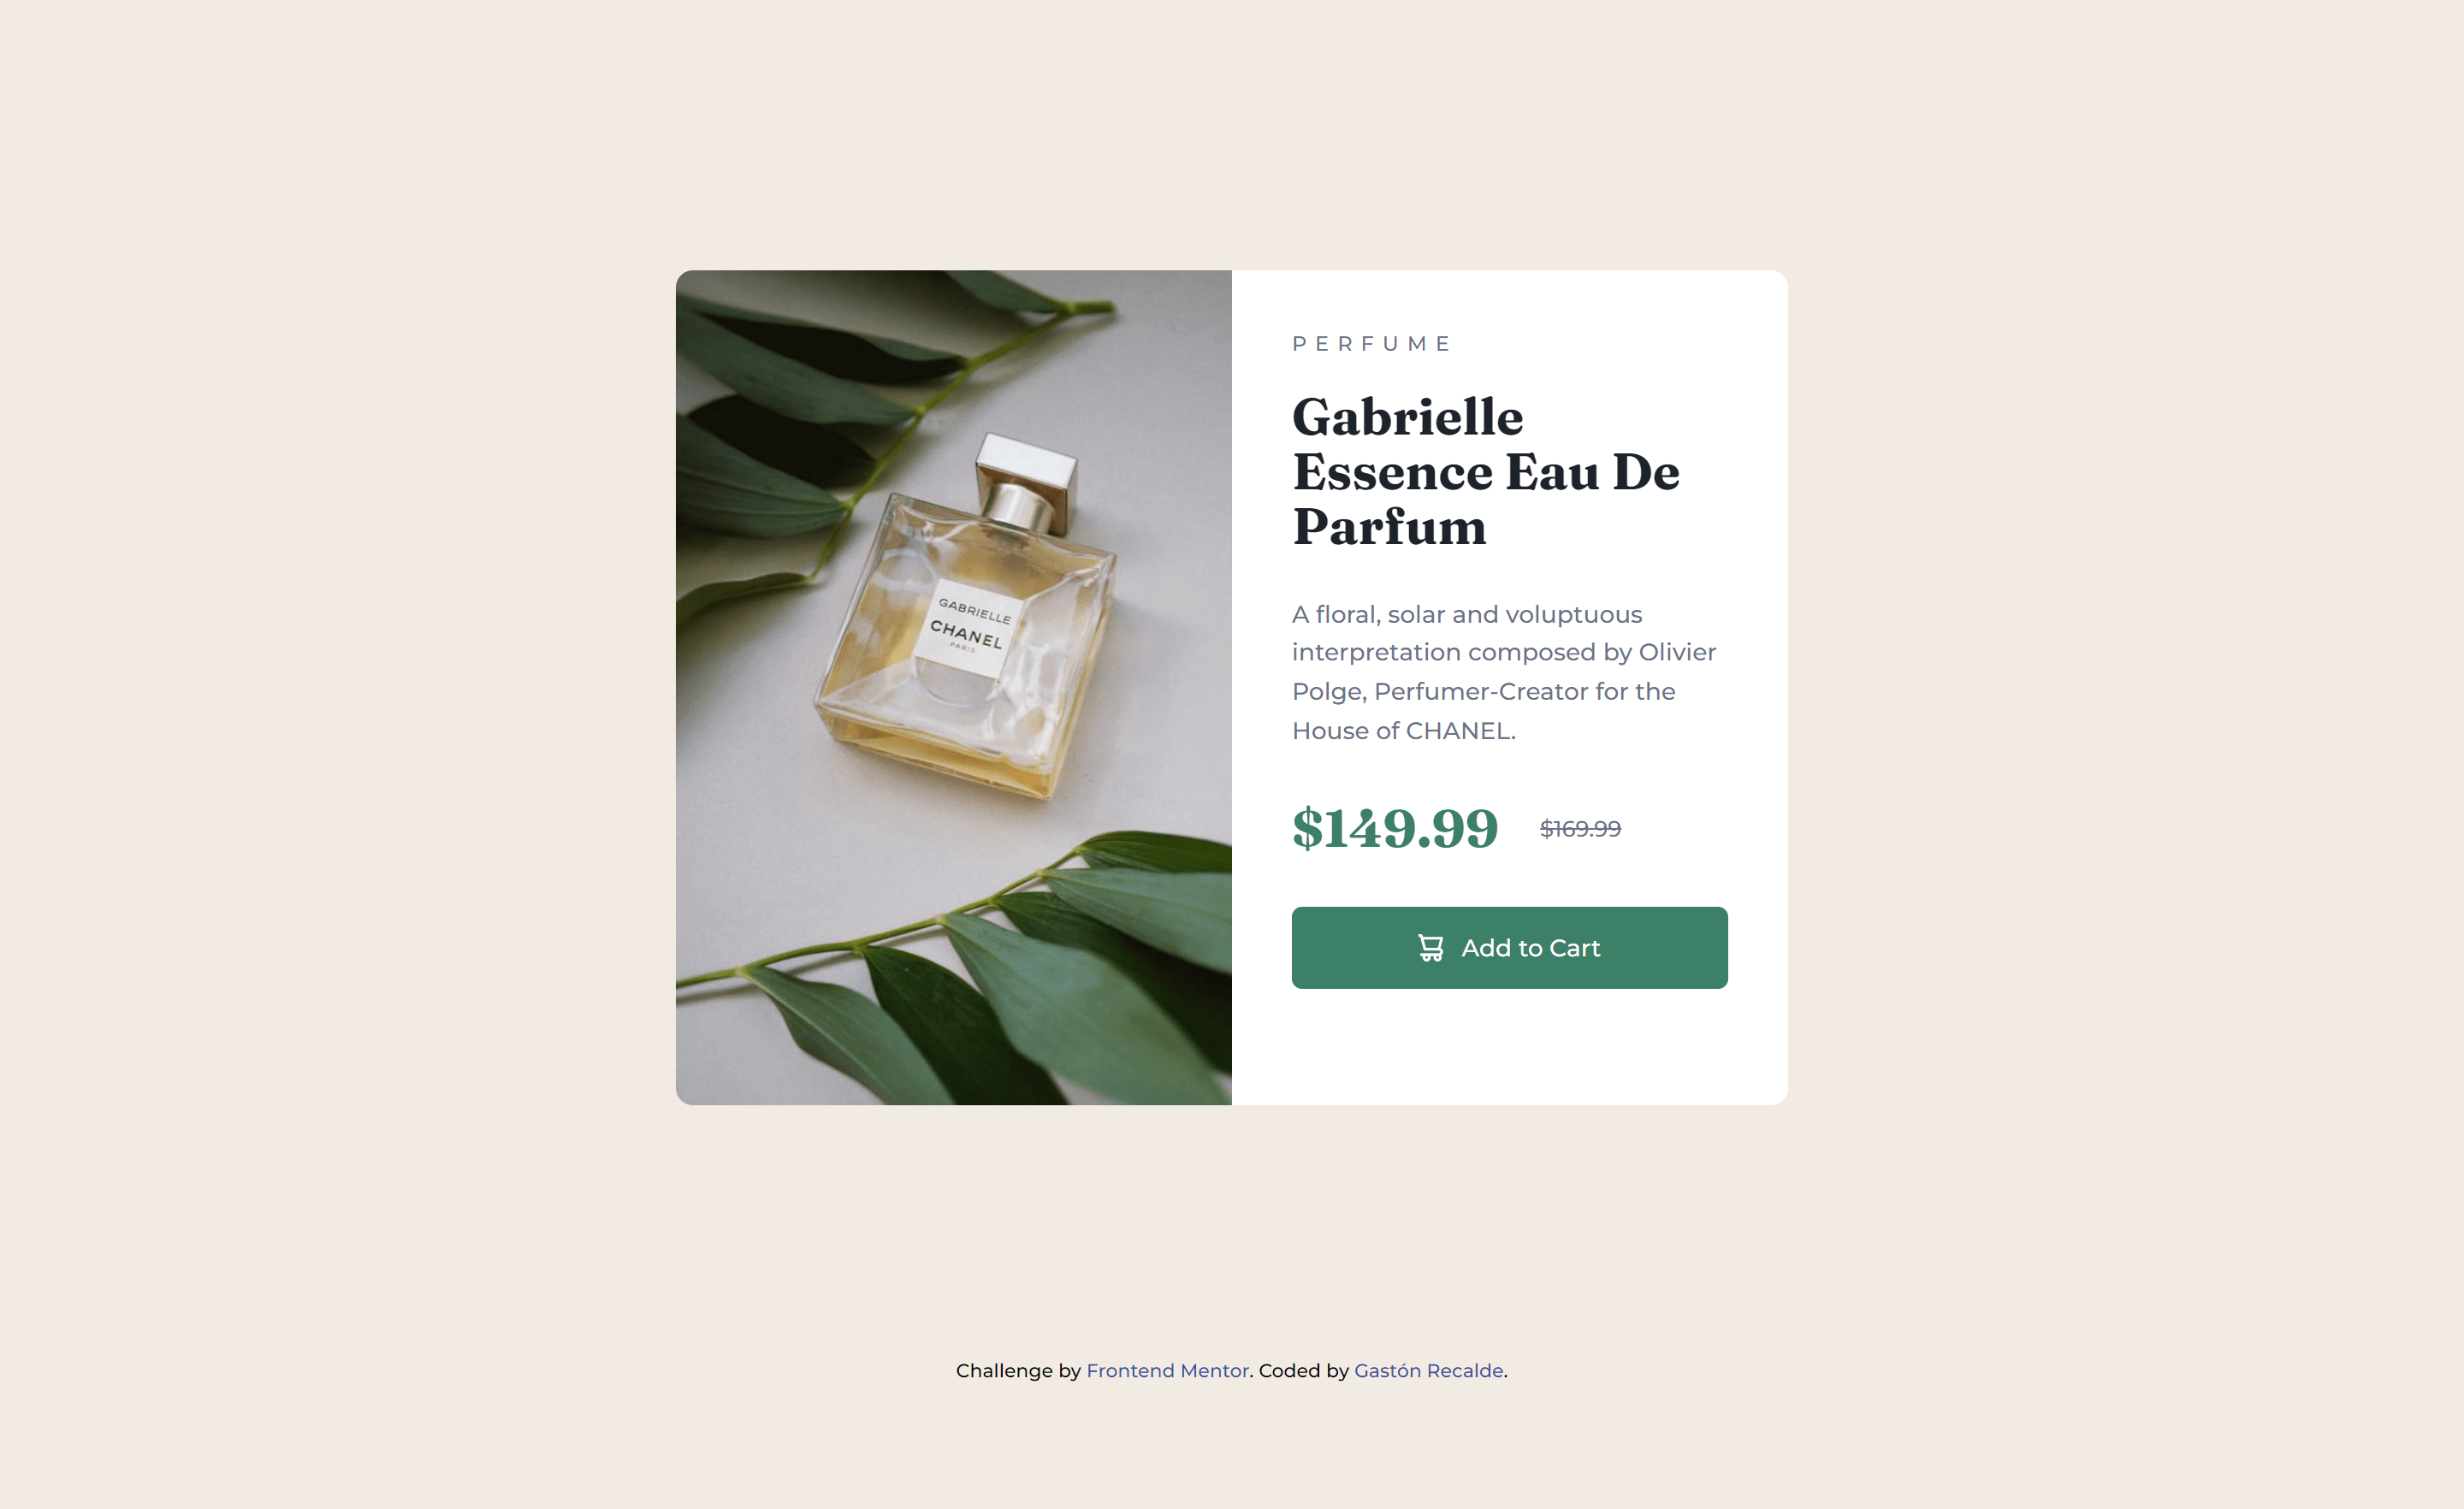 PERFUME
Gabrielle
Essence Eau De
Parfum
A floral, solar and voluptuous
interpretation composed by Olivier
Polge, Perfumer-Creator for the
House of CHANEL.
$149.99 $169.99
Add to Cart
GABRIELLE
CHANEL
PARIS
Challenge by Frontend Mentor. Coded by Gastón Recalde.